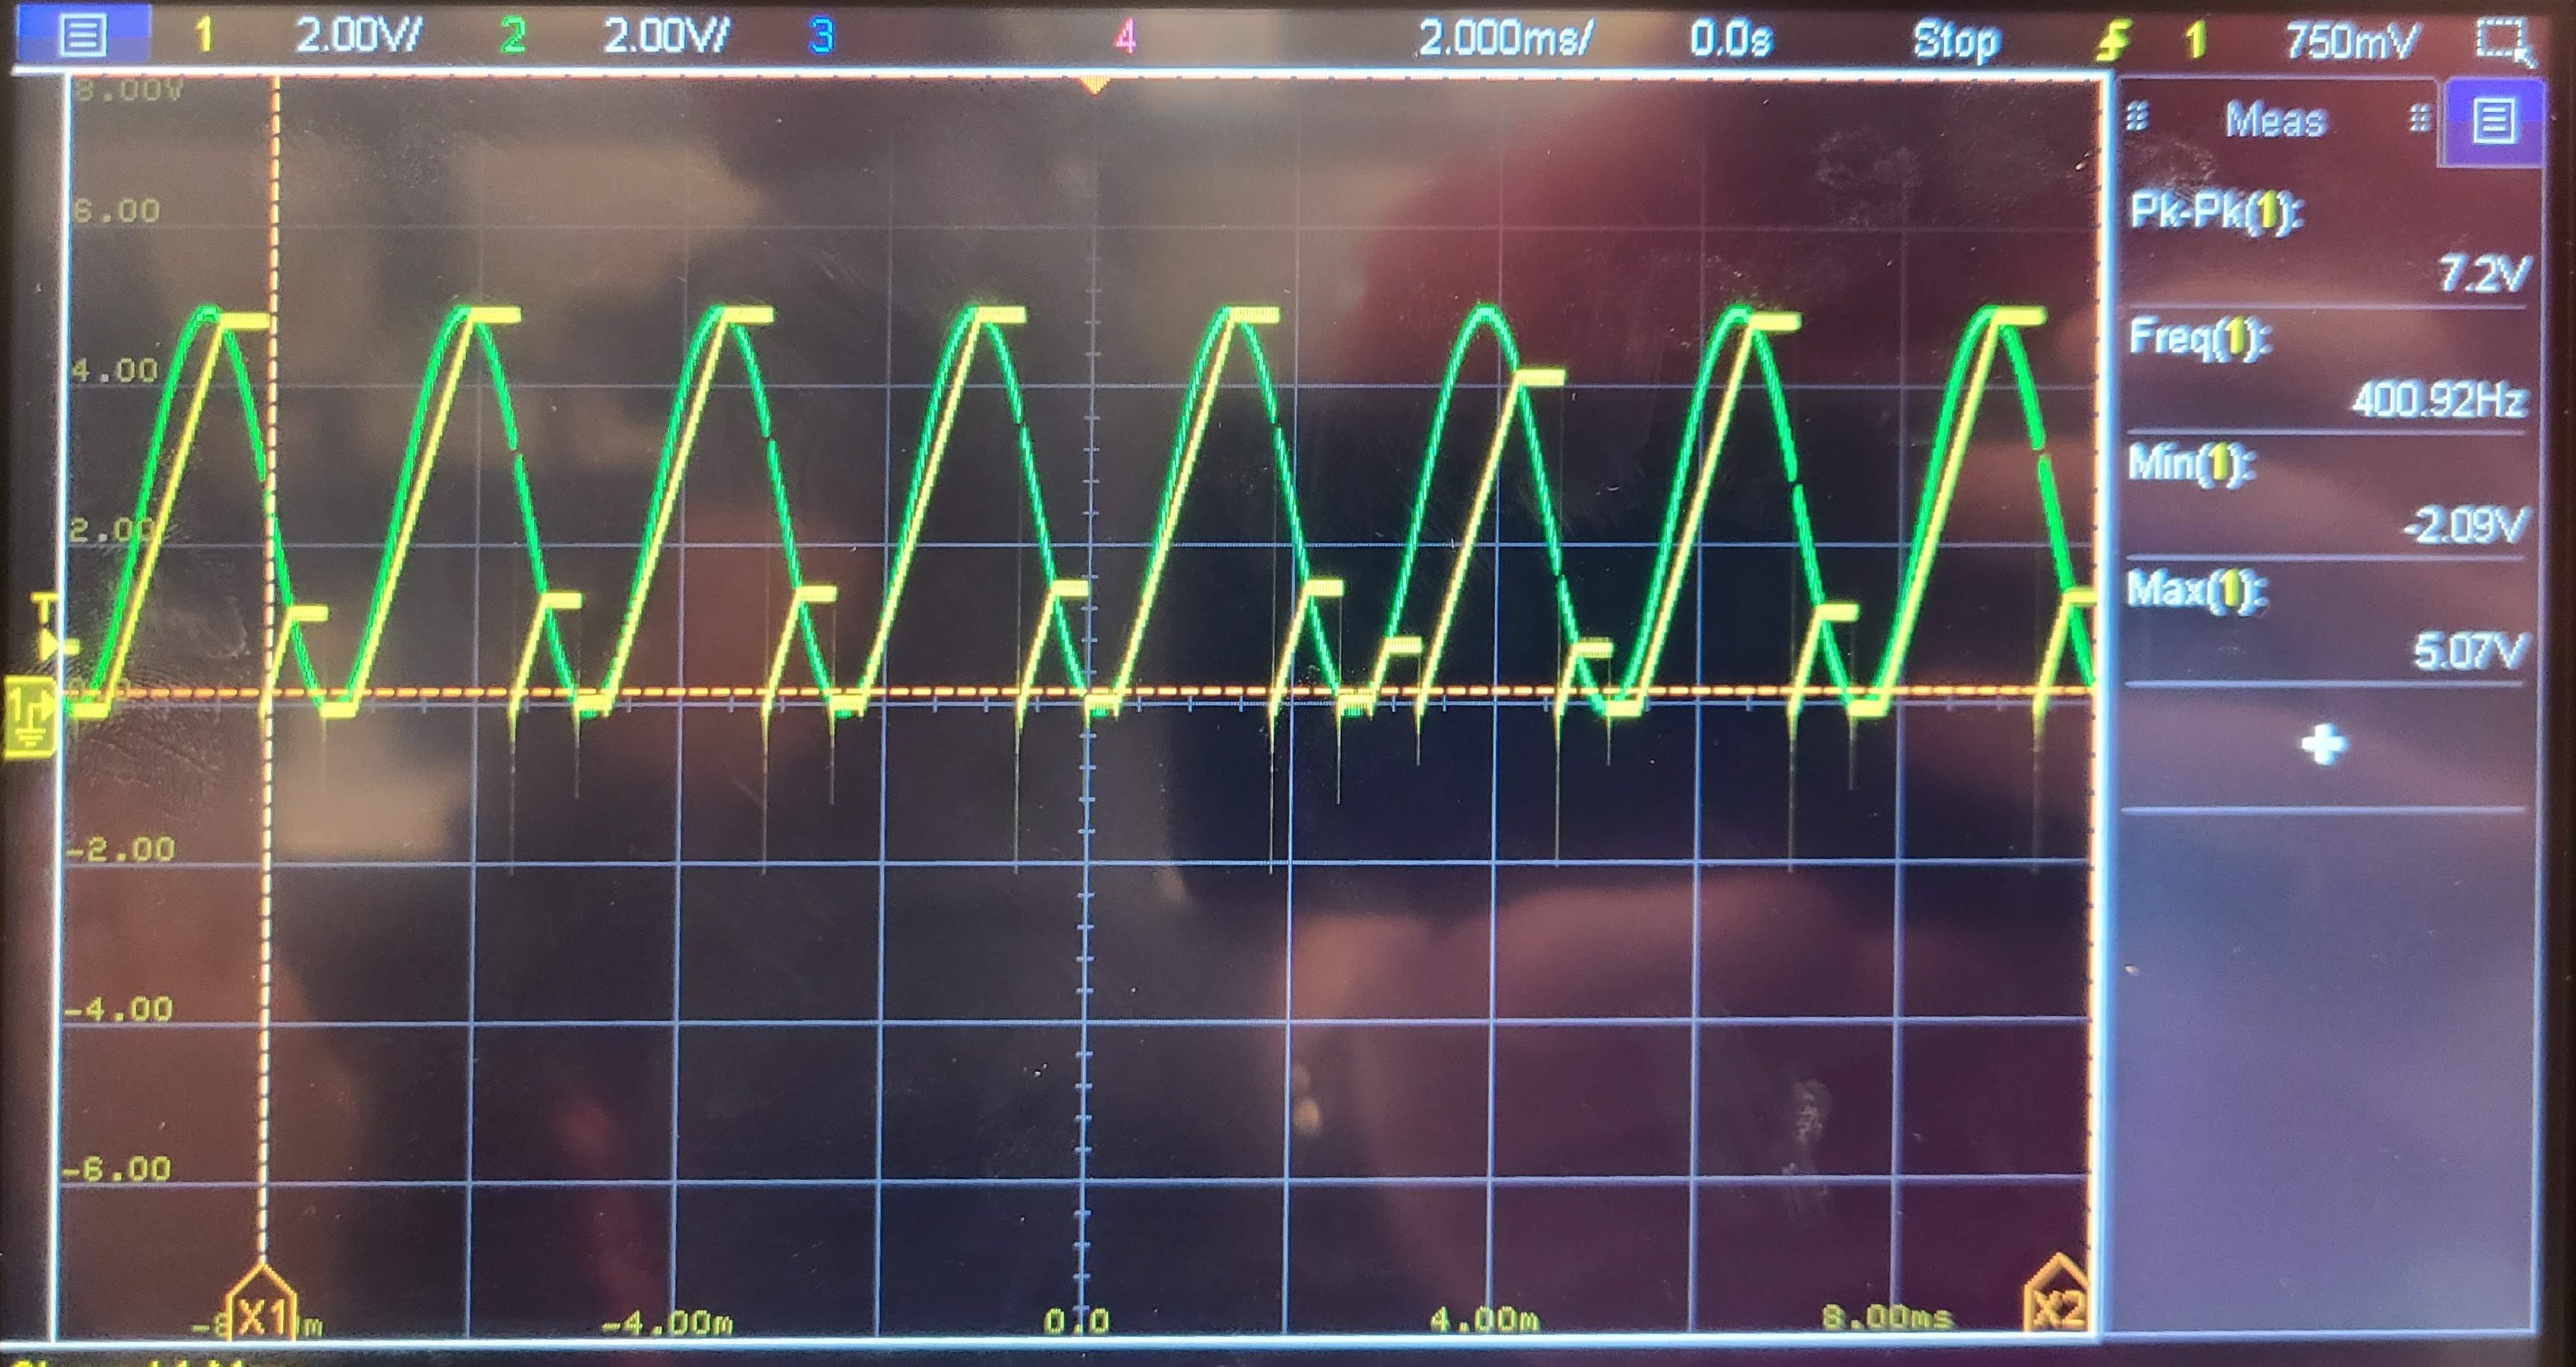 1 2.00V/ 2 2.00V/ 3 4 2.000ms/ 0.0s Stop 1 750mV
8.00V
6.00
4.00
2.00
-2.00
-4.00
-6.00
T
X1
-4.00m
0.0
4.00m
8.00ms
X2
Meas
Pk-Pk(1):
7.2V
Freq(1):
400.92Hz
Min(1):
-2.09V
Max(1):
5.07V